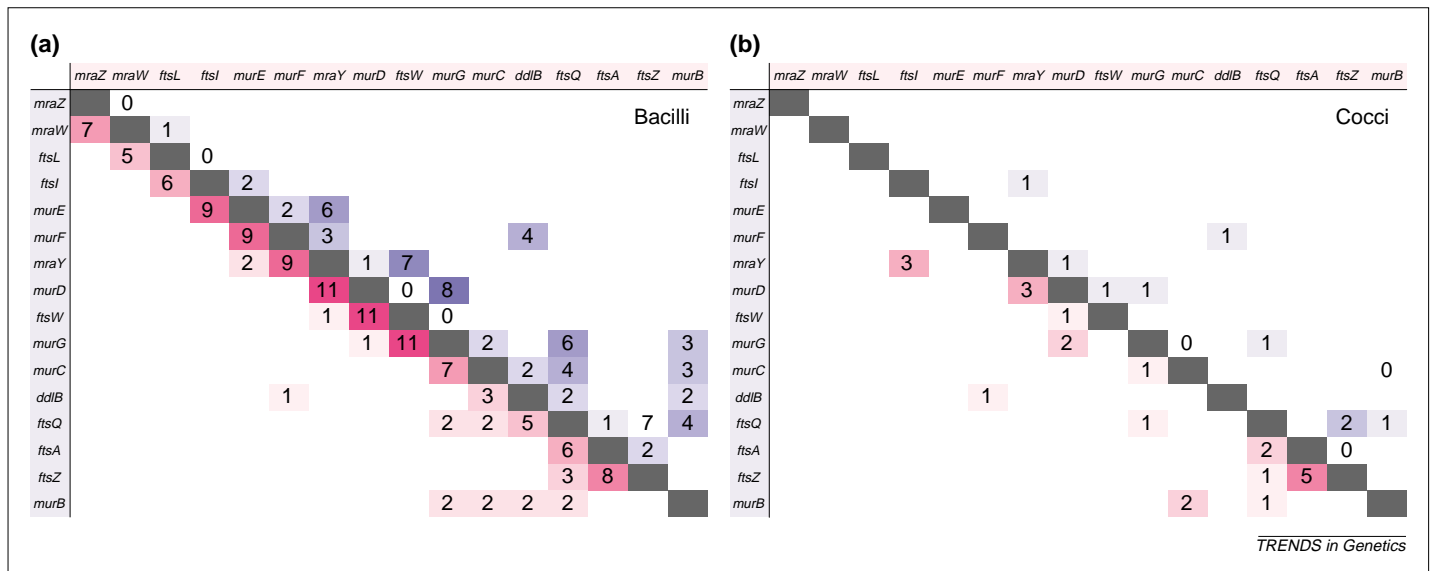 (a)
mraZ mraW ftsL ftsI murE murF mraY murD ftsW murG murC ddlB ftsQ ftsA ftsZ murB
Bacilli
mraZ 0
mraW 7 1
ftsL 5 0
ftsI 6 2
murE 9 2 6
murF 9 3 4
mraY 2 9 1 7
murD 11 0 8
ftsW 1 11 0
murG 1 11 2 6 3
murC 7 2 4 3
ddlB 1 3 2 2
ftsQ 2 2 5 1 7 4
ftsA 6 2
ftsZ 3 8
murB 2 2 2 2
(b)
mraZ mraW ftsL ftsI murE murF mraY murD ftsW murG murC ddlB ftsQ ftsA ftsZ murB
Cocci
mraZ
mraW
ftsL
ftsI 1
murE
murF 1
mraY 3 1
murD 3 1 1
ftsW 1
murG 2 0 1
murC 1 0
ddlB 1
ftsQ 1 2 1
ftsA 2 0
ftsZ 1 5
murB 2 1
TRENDS in Genetics